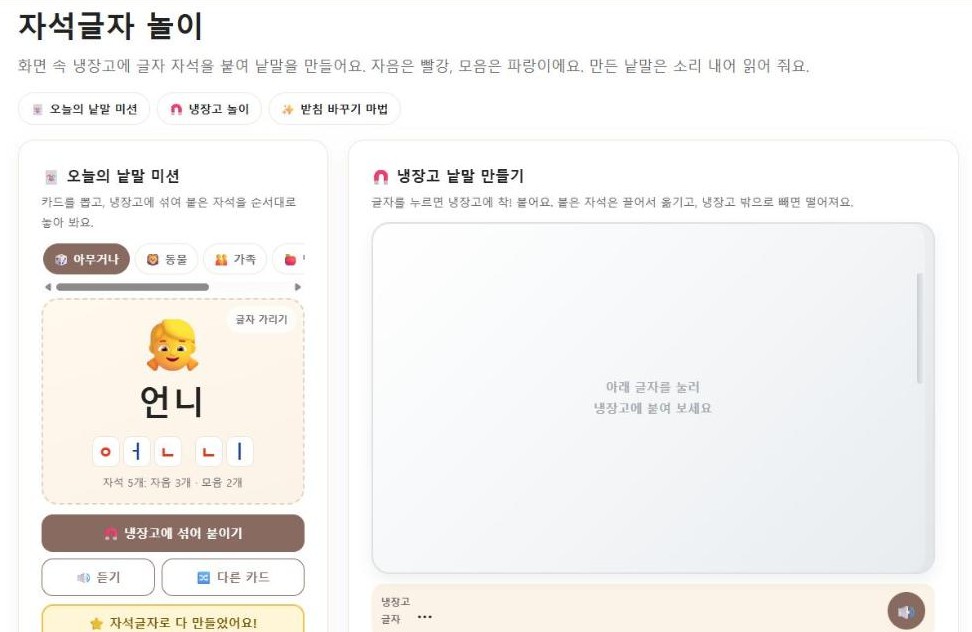 자석글자 놀이
화면 속 냉장고에 글자 자석을 붙여 낱말을 만들어요. 자음은 빨강, 모음은 파랑이에요. 만든 낱말은 소리 내어 읽어 줘요.
오늘의 낱말 미션
냉장고 놀이
받침 바꾸기 마법
오늘의 낱말 미션
카드를 뽑고, 냉장고에 섞여 붙은 자석을 순서대로
놓아 봐요.
아무거나
동물
가족
글자 가리기
언니
ㅇ ㅓ ㄴ ㄴ ㅣ
자석 5개: 자음 3개 · 모음 2개
냉장고에 섞어 붙이기
듣기
다른 카드
자석글자로 다 만들었어요!
냉장고 낱말 만들기
글자를 누르면 냉장고에 착! 붙어요. 붙은 자석은 끌어서 옮기고, 냉장고 밖으로 빼면 떨어져요.
아래 글자를 눌러
냉장고에 붙여 보세요
냉장고
글자 ...